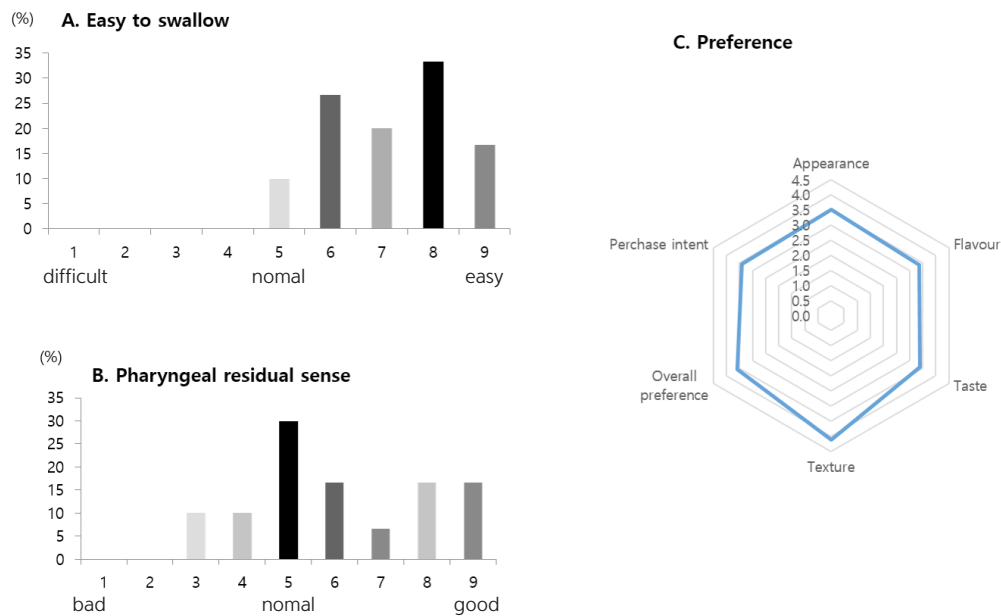 (%)
A. Easy to swallow
35
30
25
20
15
10
5
0
1 2 3 4 5 6 7 8 9
difficult nomal easy
(%)
B. Pharyngeal residual sense
35
30
25
20
15
10
5
0
1 2 3 4 5 6 7 8 9
bad nomal good
C. Preference
Appearance
4.5
4.0
3.5
3.0
2.5
2.0
1.5
1.0
0.5
0.0
Flavour
Taste
Texture
Overall
preference
Perchase intent